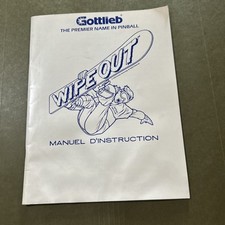 Gottlieb
THE PREMIER NAME IN PINBALL
WIPE OUT
MANUEL D'INSTRUCTION